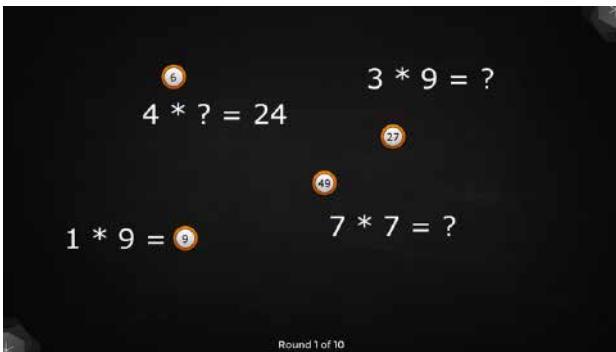 6
4 * ? = 24
3 * 9 = ?
27
49
7 * 7 = ?
1 * 9 = 9
Round 1 of 10